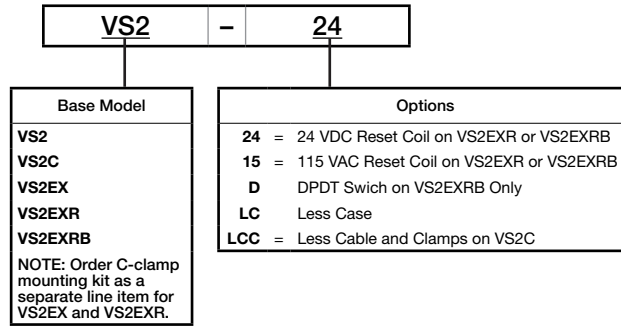 VS2 – 24
Base Model
VS2
VS2C
VS2EX
VS2EXR
VS2EXRB
NOTE: Order C-clamp
mounting kit as a
separate line item for
VS2EX and VS2EXR.
Options
24 = 24 VDC Reset Coil on VS2EXR or VS2EXRB
15 = 115 VAC Reset Coil on VS2EXR or VS2EXRB
D DPDT Swich on VS2EXRB Only
LC Less Case
LCC = Less Cable and Clamps on VS2C